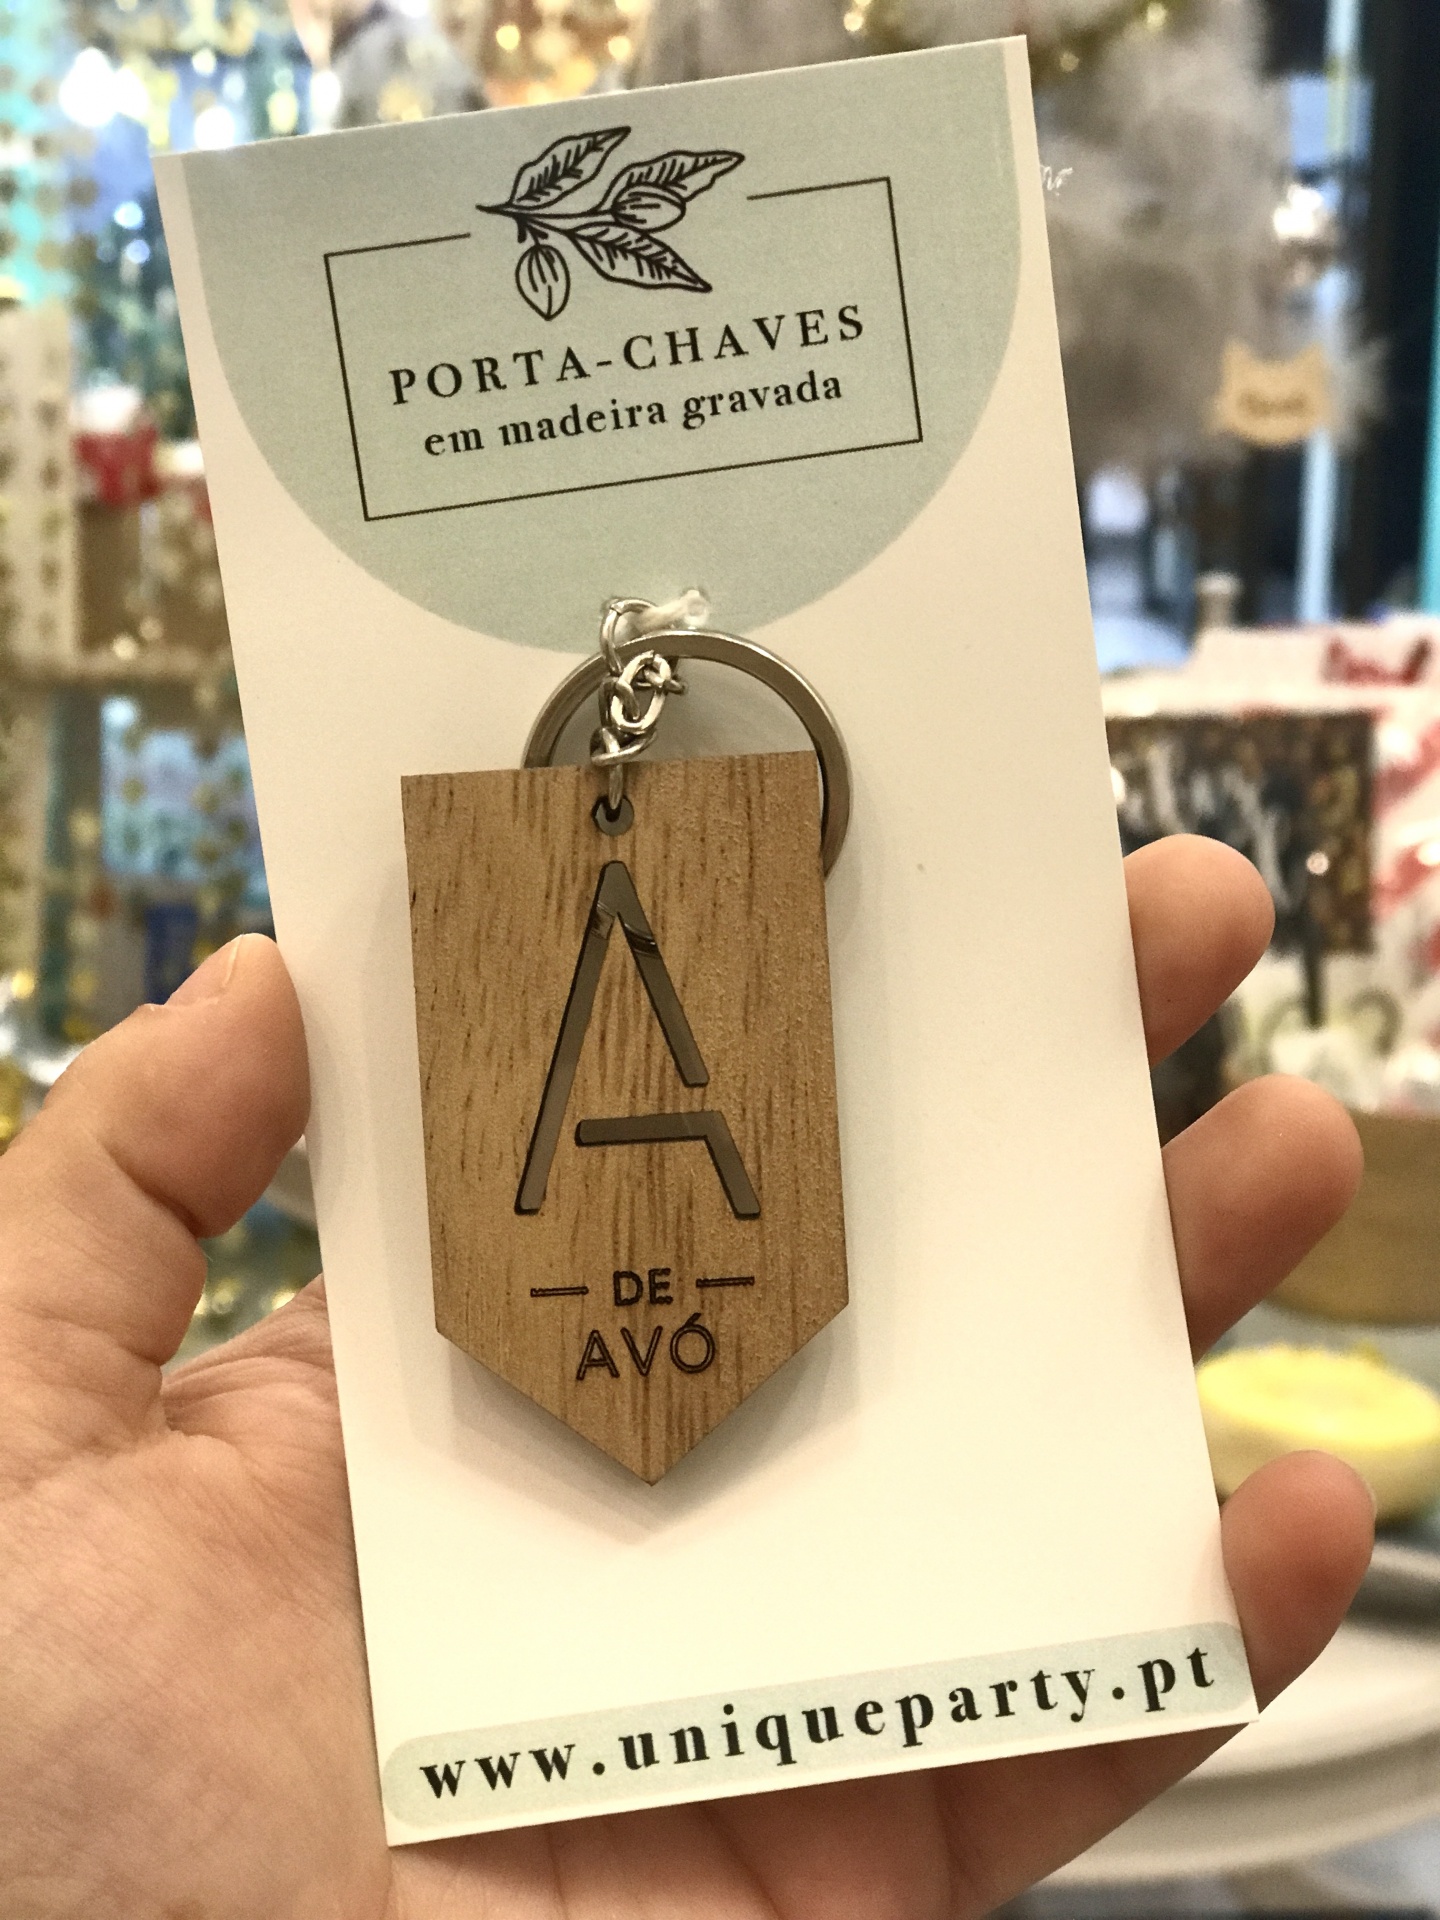 PORTA-CHAVES
em madeira gravada
A
DE
AVÓ
www.uniqueparty.pt